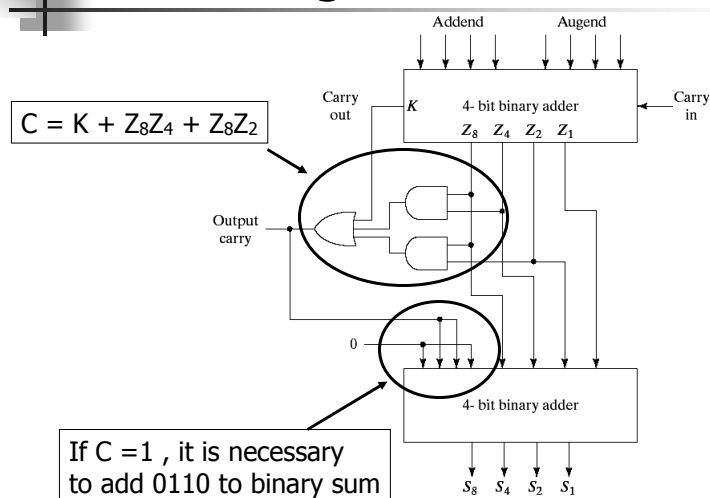 Addend Augend
Carry out
K 4- bit binary adder
Carry in
Z₈ Z₄ Z₂ Z₁
C = K + Z₈Z₄ + Z₈Z₂
Output carry
0
4- bit binary adder
If C =1 , it is necessary
to add 0110 to binary sum
S₈ S₄ S₂ S₁